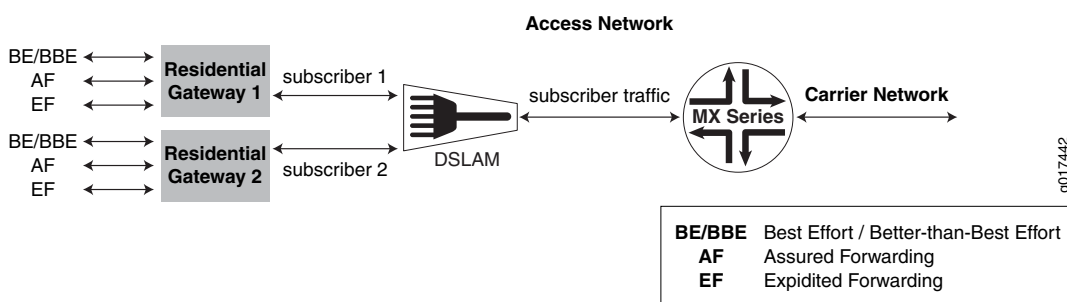 Access Network
BE/BBE
AF
EF
Residential
Gateway 1
subscriber 1
BE/BBE
AF
EF
Residential
Gateway 2
subscriber 2
DSLAM
subscriber traffic
MX Series
Carrier Network
g017442
BE/BBE Best Effort / Better-than-Best Effort
AF Assured Forwarding
EF Expidited Forwarding